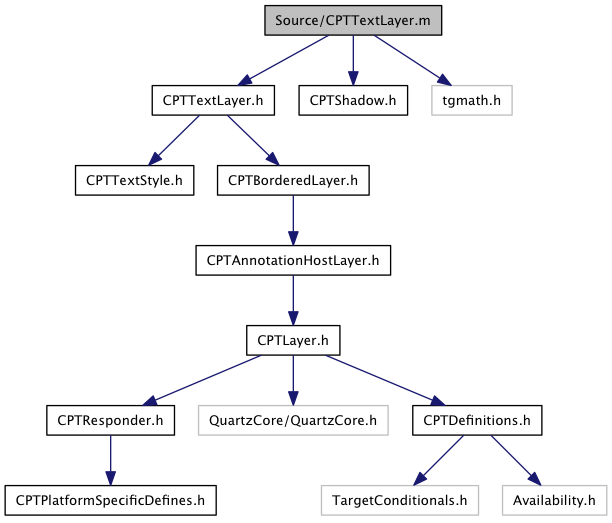 Source/CPTTextLayer.m
CPTTextLayer.h
CPTShadow.h
tgmath.h
CPTTextStyle.h
CPTBorderedLayer.h
CPTAnnotationHostLayer.h
CPTLayer.h
CPTResponder.h
QuartzCore/QuartzCore.h
CPTDefinitions.h
CPTPlatformSpecificDefines.h
TargetConditionals.h
Availability.h